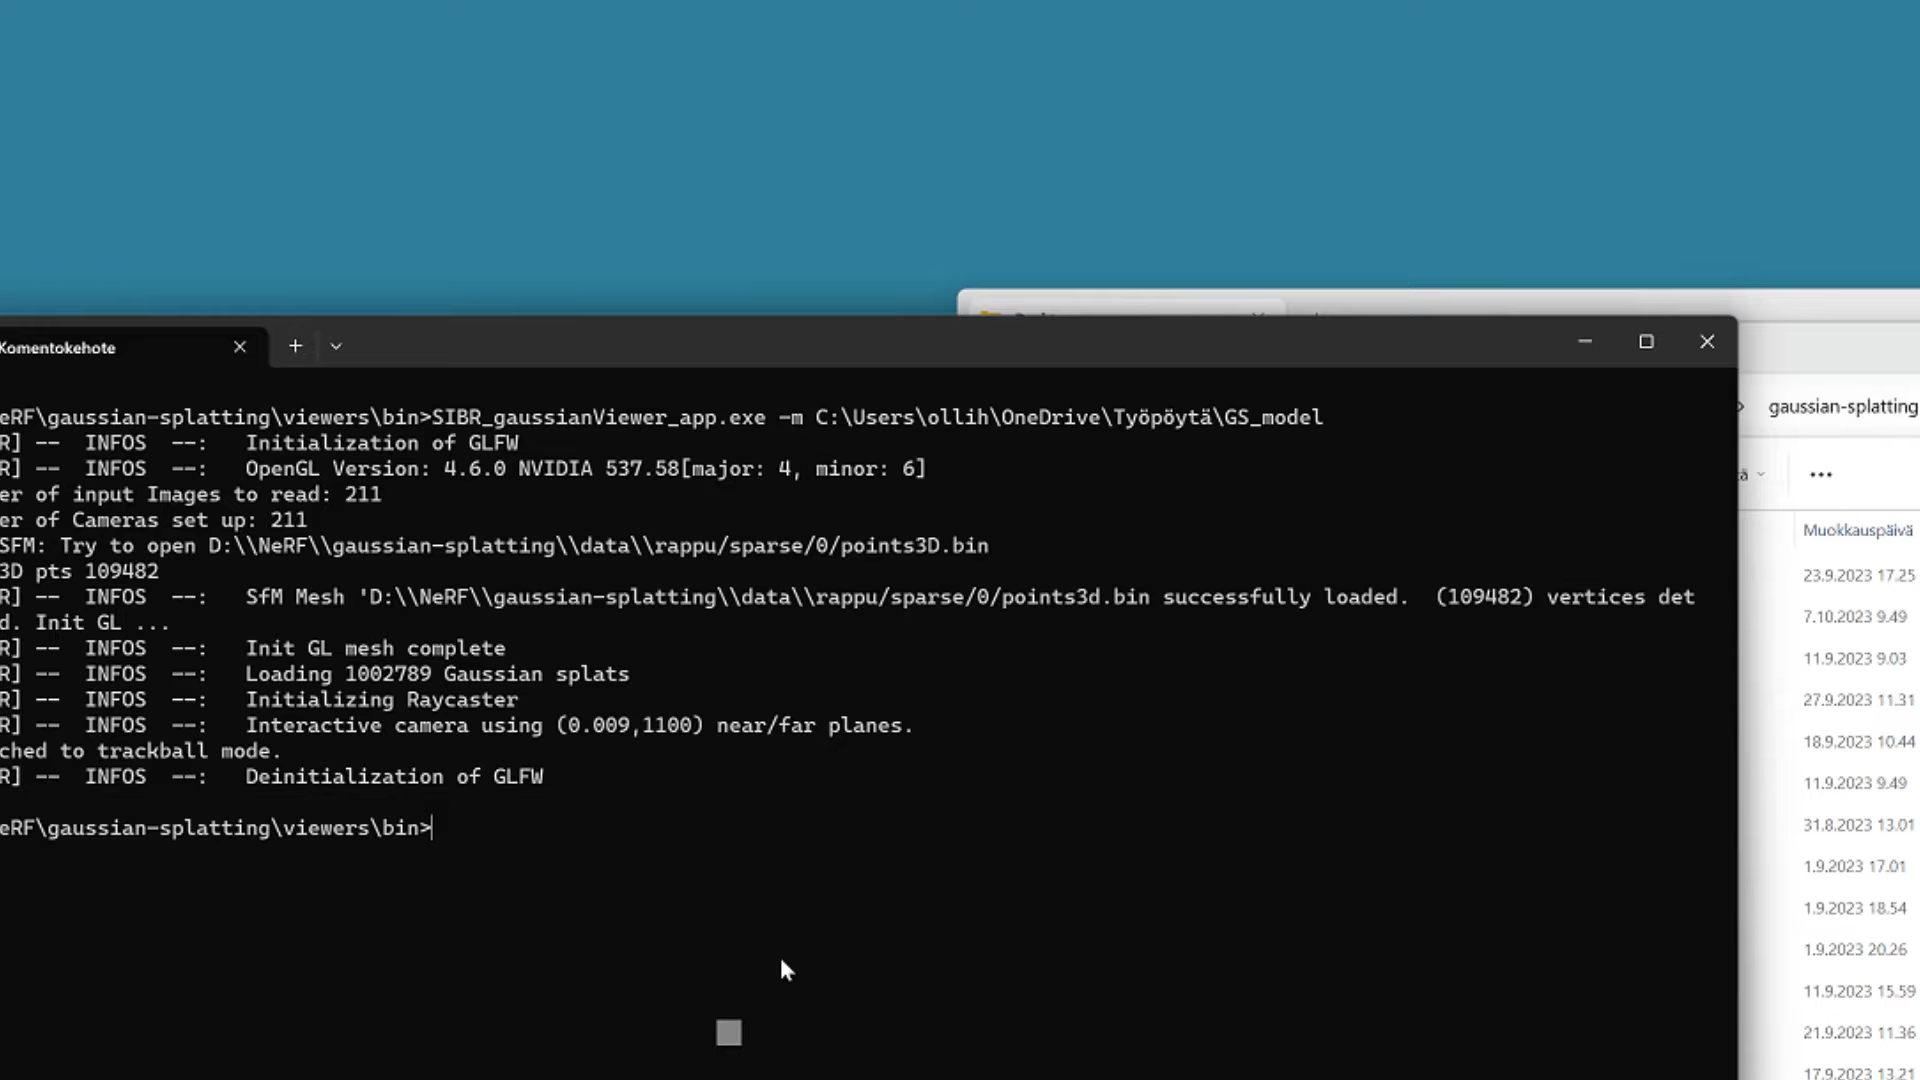 Komentokehote
eRF\gaussian-splatting\viewers\bin>SIBR_gaussianViewer_app.exe -m C:\Users\ollih\OneDrive\Työpöytä\GS_model
R] -- INFOS --: Initialization of GLFW
R] -- INFOS --: OpenGL Version: 4.6.0 NVIDIA 537.58[major: 4, minor: 6]
er of input Images to read: 211
er of Cameras set up: 211
SFM: Try to open D:\\NeRF\\gaussian-splatting\\data\\rappu/sparse/0/points3D.bin
3D pts 109482
R] -- INFOS --: SfM Mesh 'D:\\NeRF\\gaussian-splatting\\data\\rappu/sparse/0/points3d.bin successfully loaded. (109482) vertices det
d. Init GL ...
R] -- INFOS --: Init GL mesh complete
R] -- INFOS --: Loading 1002789 Gaussian splats
R] -- INFOS --: Initializing Raycaster
R] -- INFOS --: Interactive camera using (0.009,1100) near/far planes.
ched to trackball mode.
R] -- INFOS --: Deinitialization of GLFW
eRF\gaussian-splatting\viewers\bin>
gaussian-splatting
ä
Muokkauspäivä
23.9.2023 17.25
7.10.2023 9.49
11.9.2023 9.03
27.9.2023 11.31
18.9.2023 10.44
11.9.2023 9.49
31.8.2023 13.01
1.9.2023 17.01
1.9.2023 18.54
1.9.2023 20.26
11.9.2023 15.59
21.9.2023 11.36
17.9.2023 13.21